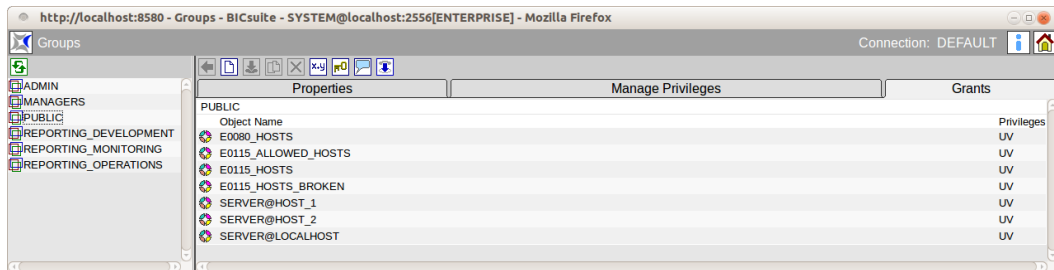 http://localhost:8580 - Groups - BICsuite - SYSTEM@localhost:2556[ENTERPRISE] - Mozilla Firefox
Groups
Connection: DEFAULT
ADMIN
MANAGERS
PUBLIC
REPORTING_DEVELOPMENT
REPORTING_MONITORING
REPORTING_OPERATIONS
x.y
Properties
Manage Privileges
Grants
PUBLIC
Object Name Privileges
E0080_HOSTS UV
E0115_ALLOWED_HOSTS UV
E0115_HOSTS UV
E0115_HOSTS_BROKEN UV
SERVER@HOST_1 UV
SERVER@HOST_2 UV
SERVER@LOCALHOST UV